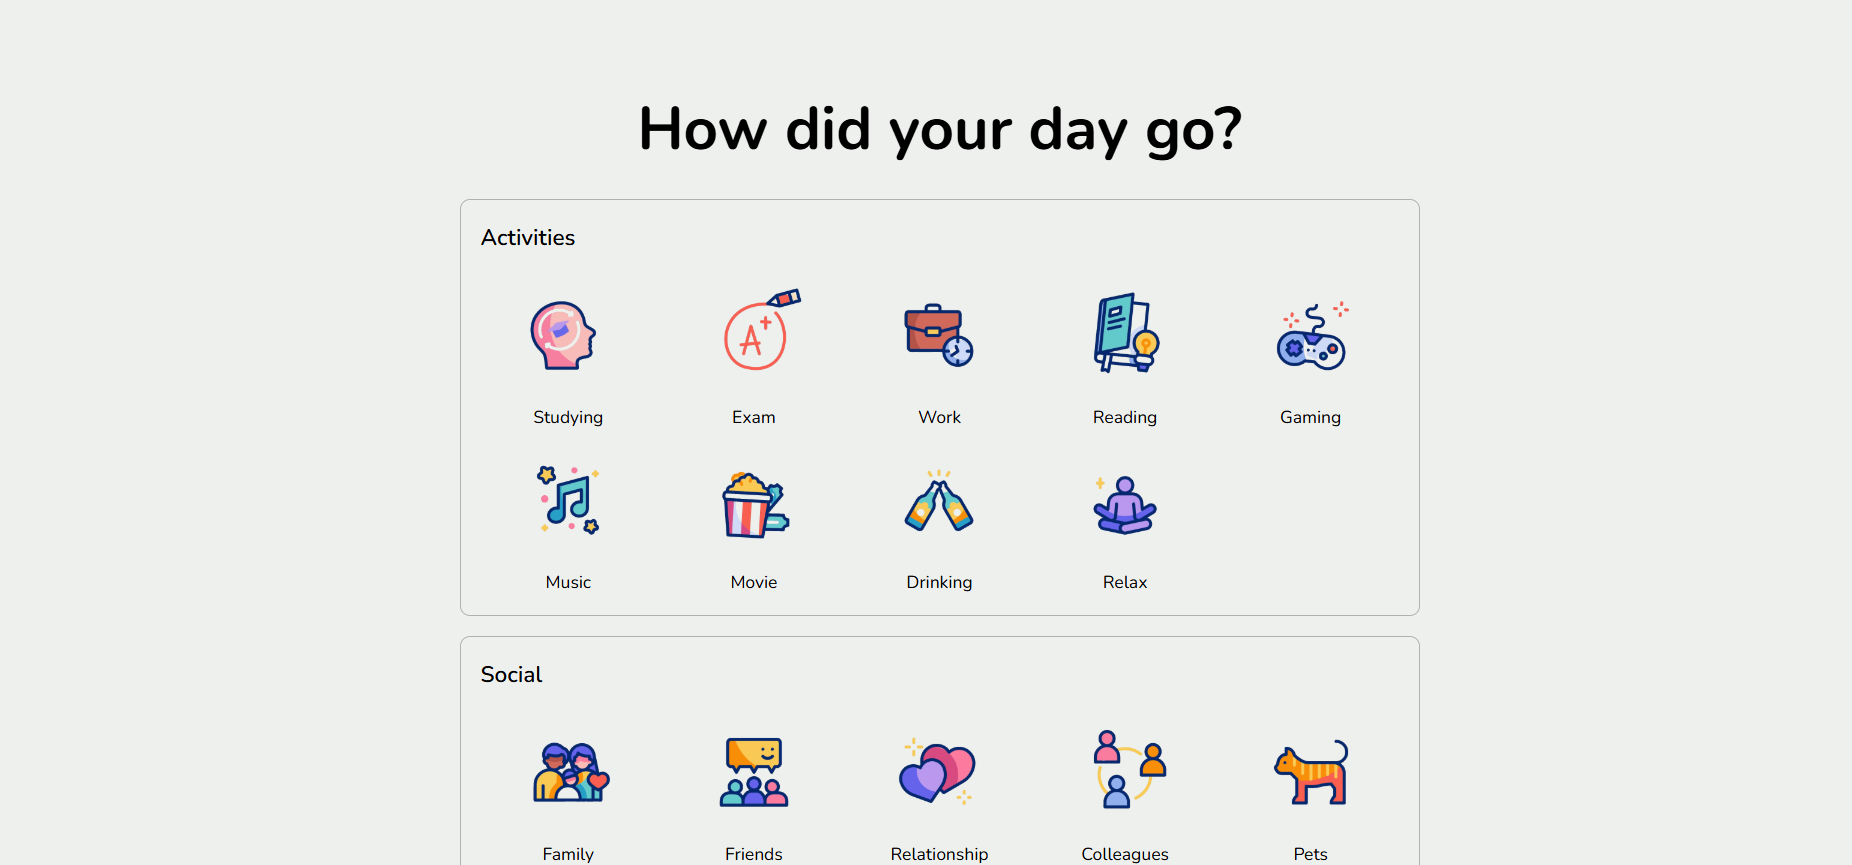 How did your day go?
Activities
Studying Exam Work Reading Gaming
Music Movie Drinking Relax
Social
Family Friends Relationship Colleagues Pets